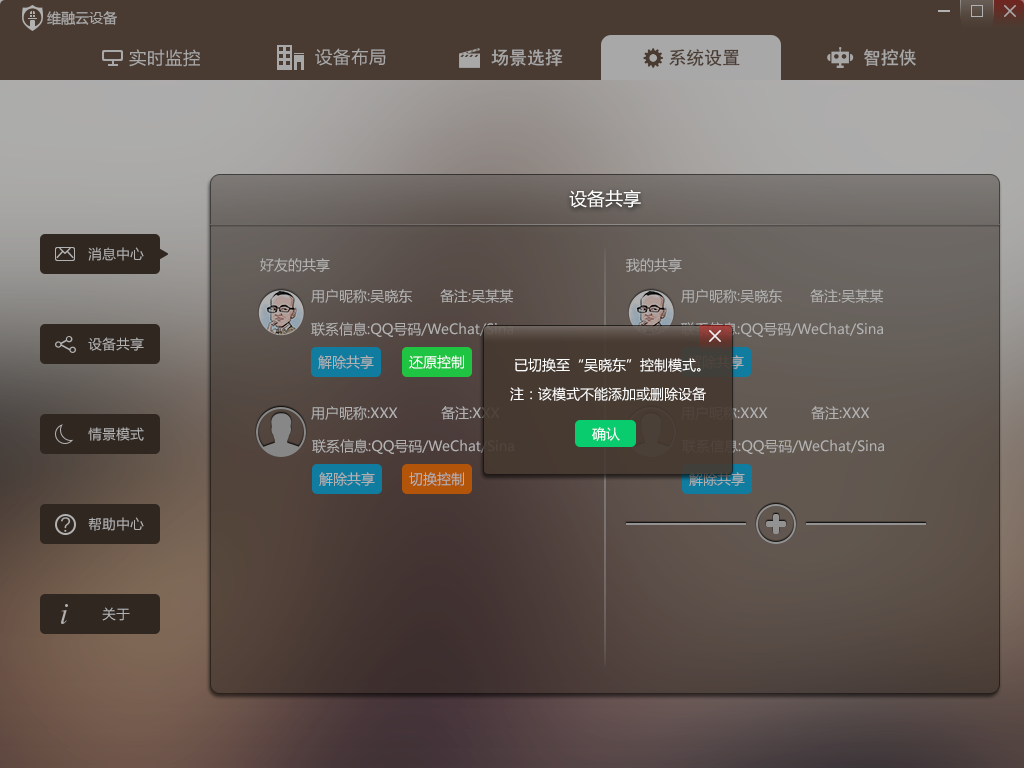 维融云设备
实时监控
设备布局
场景选择
系统设置
智控侠
设备共享
消息中心
设备共享
情景模式
帮助中心
关于
好友的共享
用户昵称:吴晓东 备注:吴某某
联系信息:QQ号码/WeChat/Sina
解除共享 还原控制
用户昵称:XXX 备注:XXX
联系信息:QQ号码/WeChat/Sina
解除共享 切换控制
我的共享
用户昵称:吴晓东 备注:吴某某
联系信息:QQ号码/WeChat/Sina
解除共享
用户昵称:XXX 备注:XXX
联系信息:QQ号码/WeChat/Sina
解除共享
已切换至“吴晓东”控制模式。
注：该模式不能添加或删除设备
确认